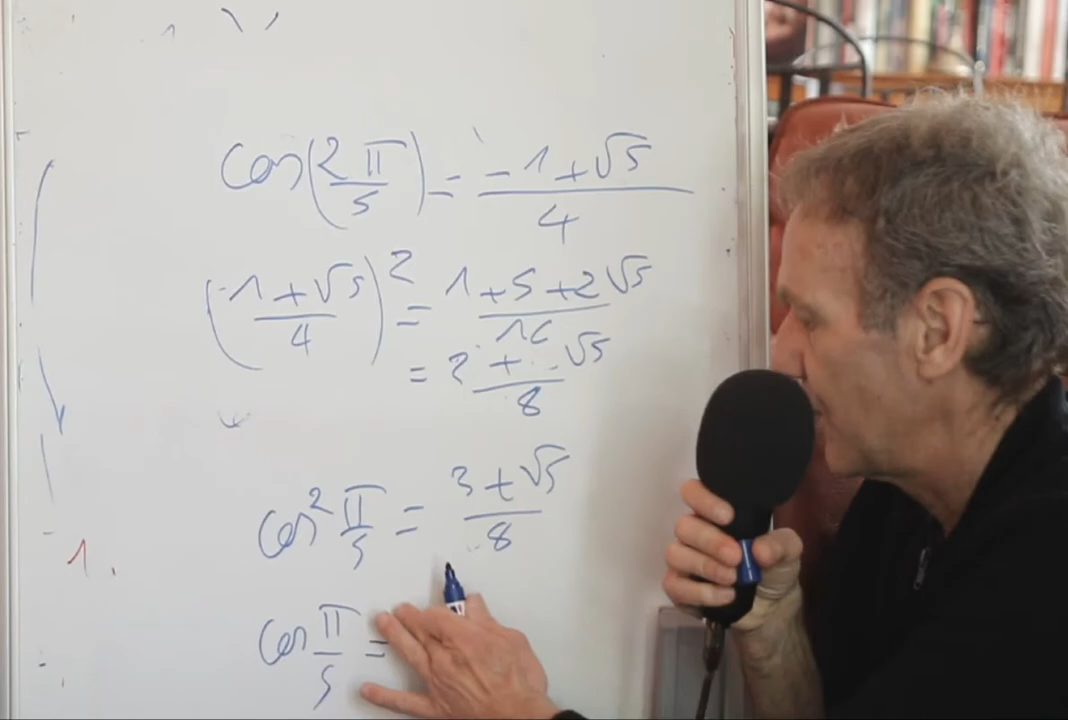 cos(2π/5) = -1+√5/4
(-1+√5/4)² = 1+5+2√5/16
= 3+√5/8
cos² π/5 = 3+√5/8
1.
cos π/5 =